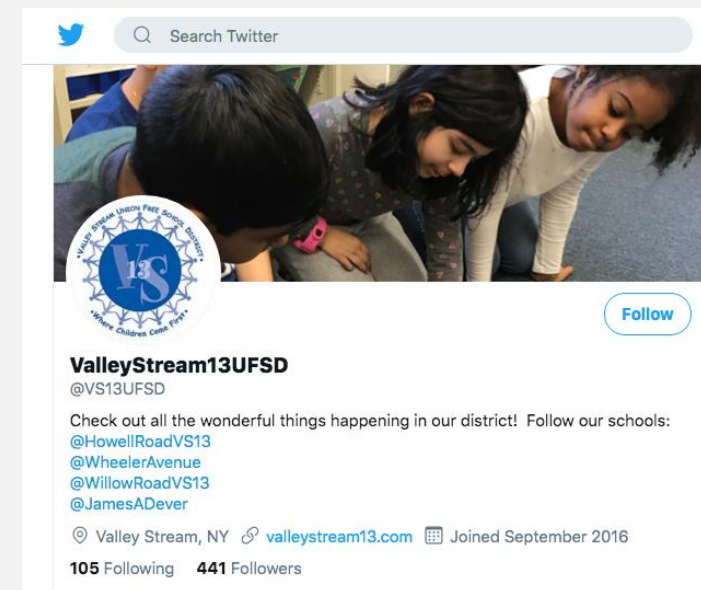 Search Twitter
VALLEY STREAM UNION FREE SCHOOL DISTRICT
VS
13
Where Children Come First
Follow
ValleyStream13UFSD
@VS13UFSD
Check out all the wonderful things happening in our district! Follow our schools:
@HowellRoadVS13
@WheelerAvenue
@WillowRoadVS13
@JamesADever
Valley Stream, NY valleystream13.com Joined September 2016
105 Following 441 Followers